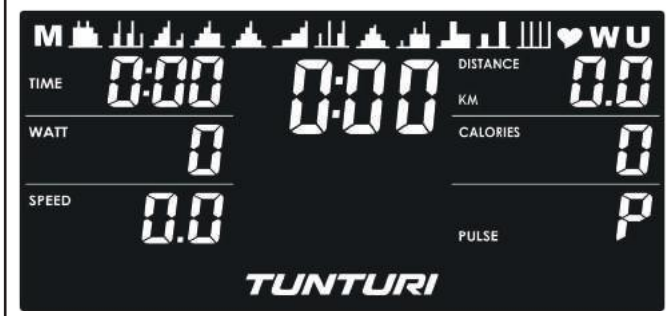 M W U
TIME 0:00
0:00
DISTANCE
KM 0.0
WATT 0
CALORIES 0
SPEED 0.0
PULSE P
TUNTURI